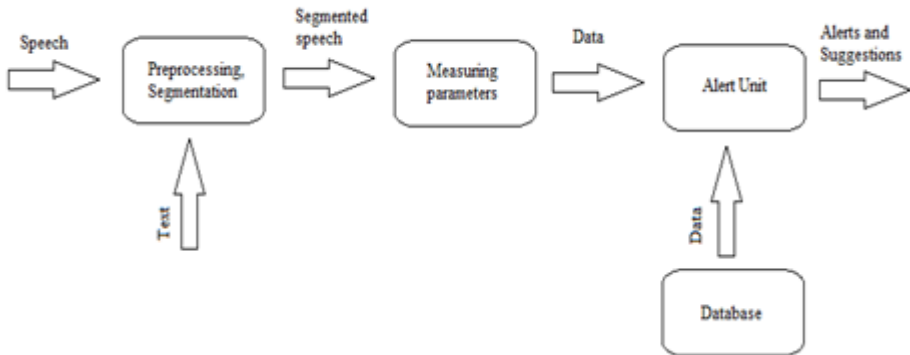 Speech
Preprocessing,
Segmentation
Segmented
speech
Measuring
parameters
Data
Alert Unit
Alerts and
Suggestions
Text
Data
Database